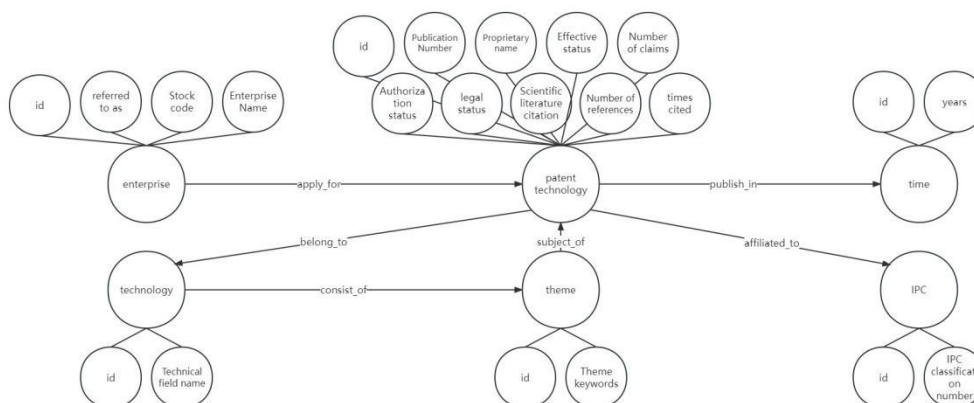 id
Publication
Number
Proprietary
name
Effective
status
Number
of claims
id
referred
to as
Stock
code
Enterprise
Name
Authoriza
tion
status
legal
status
Scientific
literature
citation
Number of
references
times
cited
id
years
enterprise
apply_for
patent
technology
publish_in
time
belong_to
subject_of
affiliated_to
technology
consist_of
theme
IPC
id
Technical
field name
id
Theme
keywords
id
IPC
classificati
on
number